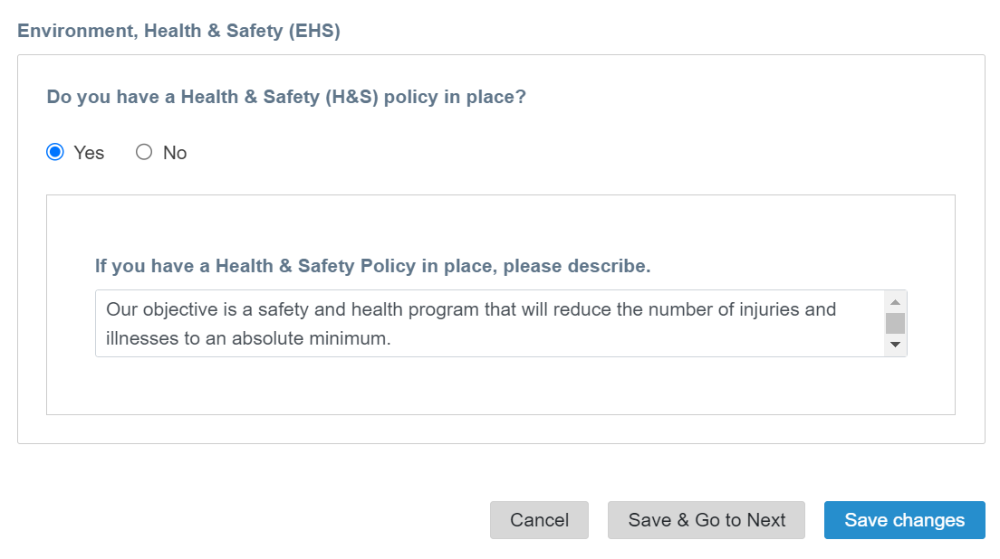 Environment, Health & Safety (EHS)
Do you have a Health & Safety (H&S) policy in place?
Yes No
If you have a Health & Safety Policy in place, please describe.
Our objective is a safety and health program that will reduce the number of injuries and
illnesses to an absolute minimum.
Cancel Save & Go to Next Save changes